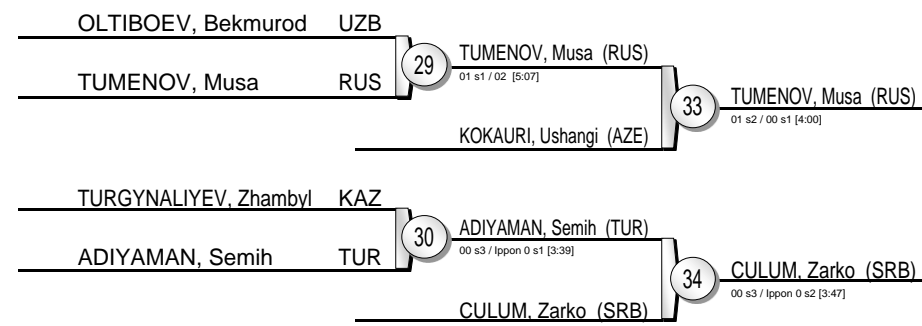 OLTIBOEV, Bekmurod UZB
29
TUMENOV, Musa (RUS)
01 s1 / 02 [5:07]
TUMENOV, Musa RUS
33
TUMENOV, Musa (RUS)
01 s2 / 00 s1 [4:00]
KOKAURI, Ushangi (AZE)
TURGYNALIYEV, Zhambyl KAZ
30
ADIYAMAN, Semih (TUR)
00 s3 / Ippon 0 s1 [3:39]
ADIYAMAN, Semih TUR
34
CULUM, Zarko (SRB)
00 s3 / Ippon 0 s2 [3:47]
CULUM, Zarko (SRB)